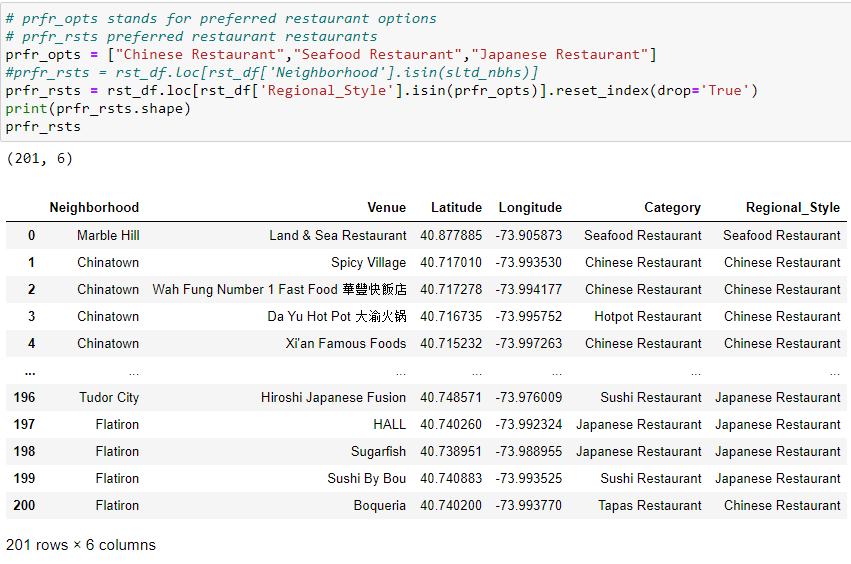 # prfr_opts stands for preferred restaurant options
# prfr_rsts preferred restaurant restaurants
prfr_opts = ["Chinese Restaurant","Seafood Restaurant","Japanese Restaurant"]
#prfr_rsts = rst_df.loc[rst_df['Neighborhood'].isin(sltd_nbhs)]
prfr_rsts = rst_df.loc[rst_df['Regional_Style'].isin(prfr_opts)].reset_index(drop='True')
print(prfr_rsts.shape)
prfr_rsts
(201, 6)
Neighborhood Venue Latitude Longitude Category Regional_Style
0 Marble Hill Land & Sea Restaurant 40.877885 -73.905873 Seafood Restaurant Seafood Restaurant
1 Chinatown Spicy Village 40.717010 -73.993530 Chinese Restaurant Chinese Restaurant
2 Chinatown Wah Fung Number 1 Fast Food 華豐快飯店 40.717278 -73.994177 Chinese Restaurant Chinese Restaurant
3 Chinatown Da Yu Hot Pot 大渝火锅 40.716735 -73.995752 Hotpot Restaurant Chinese Restaurant
4 Chinatown Xi'an Famous Foods 40.715232 -73.997263 Chinese Restaurant Chinese Restaurant
... ... ... ... ... ... ...
196 Tudor City Hiroshi Japanese Fusion 40.748571 -73.976009 Sushi Restaurant Japanese Restaurant
197 Flatiron HALL 40.740260 -73.992324 Japanese Restaurant Japanese Restaurant
198 Flatiron Sugarfish 40.738951 -73.988955 Japanese Restaurant Japanese Restaurant
199 Flatiron Sushi By Bou 40.740883 -73.993525 Sushi Restaurant Japanese Restaurant
200 Flatiron Boqueria 40.740200 -73.993770 Tapas Restaurant Chinese Restaurant
201 rows × 6 columns